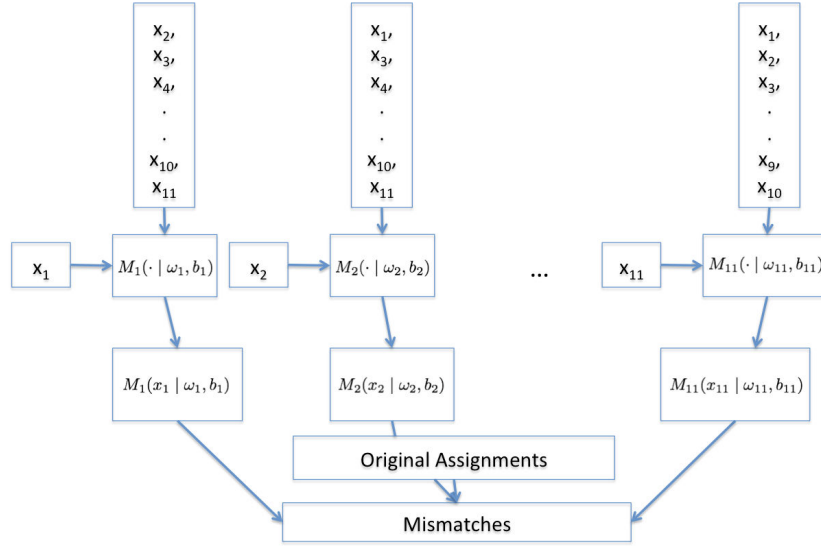 x₂,
x₃,
x₄,
.
.
x₁₀,
x₁₁
x₁,
x₃,
x₄,
.
.
x₁₀,
x₁₁
x₁,
x₂,
x₃,
.
.
x₉,
x₁₀
x₁
M₁(· | ω₁, b₁)
x₂
M₂(· | ω₂, b₂)
...
x₁₁
M₁₁(· | ω₁₁, b₁₁)
M₁(x₁ | ω₁, b₁)
M₂(x₂ | ω₂, b₂)
M₁₁(x₁₁ | ω₁₁, b₁₁)
Original Assignments
Mismatches